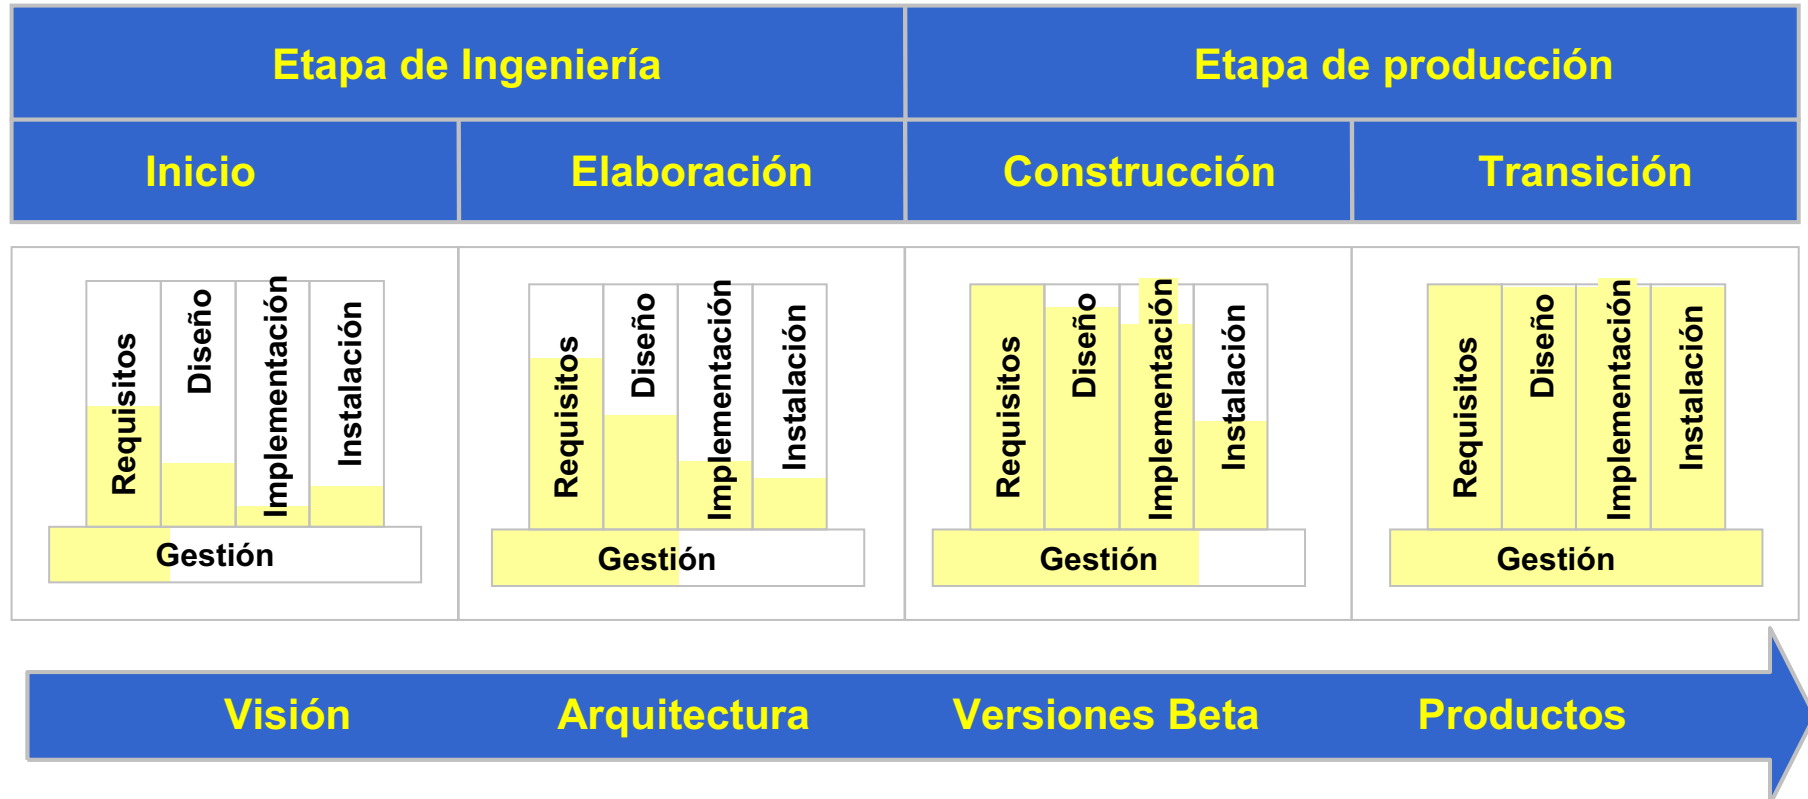 Etapa de Ingeniería
Etapa de producción
Inicio
Elaboración
Construcción
Transición
Requisitos
Diseño
Implementación
Instalación
Gestión
Requisitos
Diseño
Implementación
Instalación
Gestión
Requisitos
Diseño
Implementación
Instalación
Gestión
Requisitos
Diseño
Implementación
Instalación
Gestión
Visión
Arquitectura
Versiones Beta
Productos